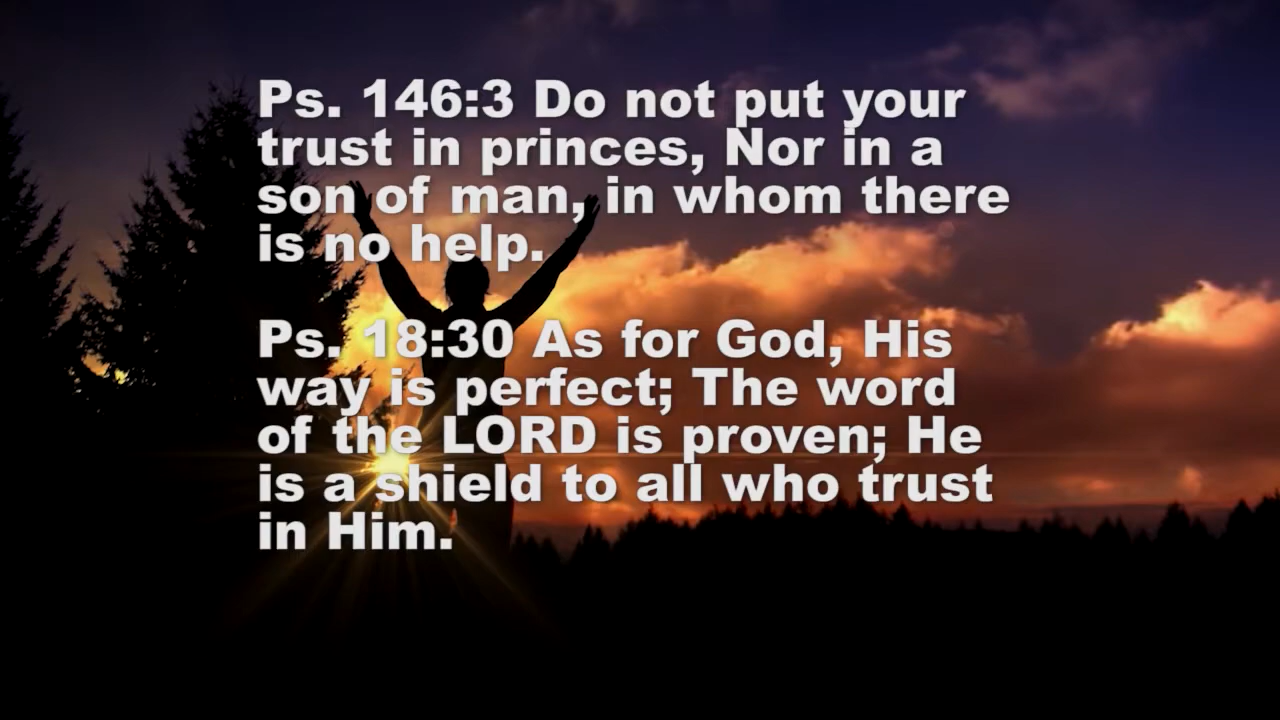 Ps. 146:3 Do not put your
trust in princes, Nor in a
son of man, in whom there
is no help.
Ps. 18:30 As for God, His
way is perfect; The word
of the LORD is proven; He
is a shield to all who trust
in Him.